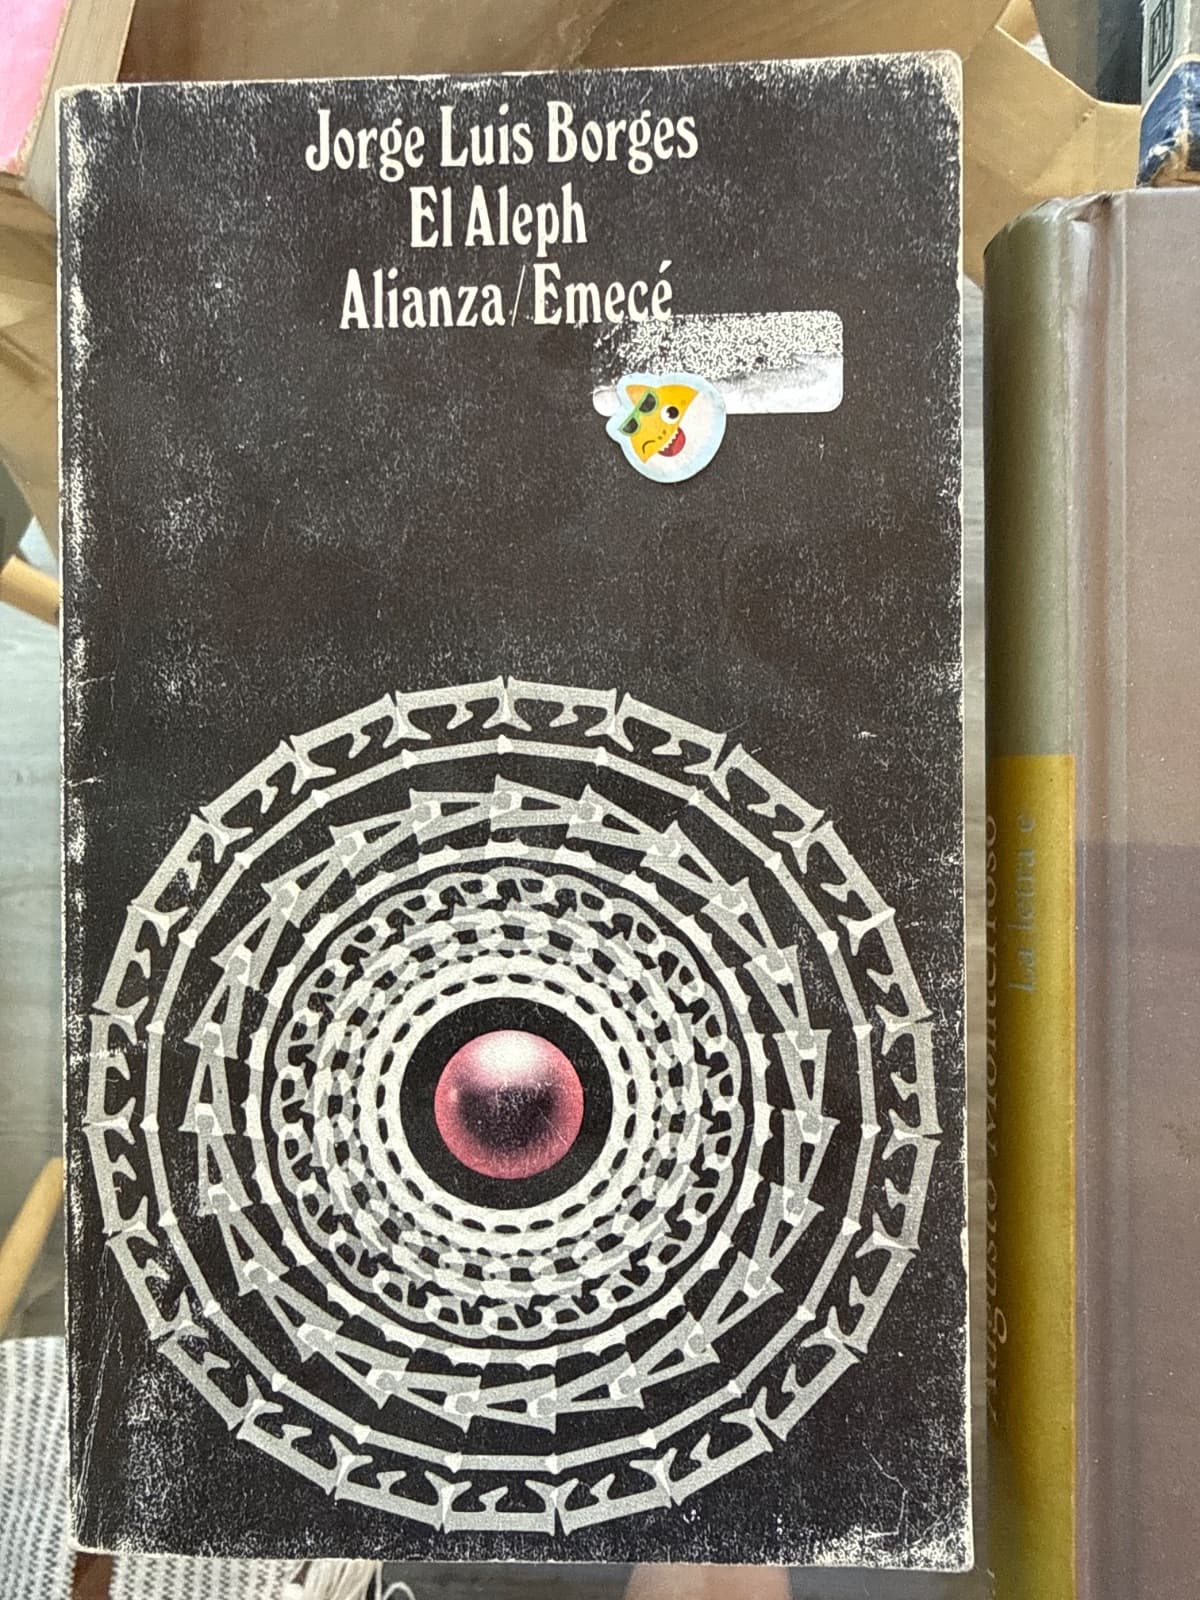 Jorge Luis Borges
El Aleph
Alianza/Emecé
Augusto Monterroso
La letra e